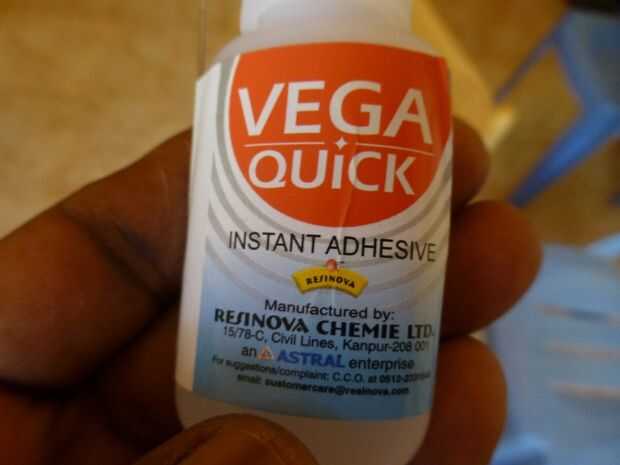 VEGA
QUICK
INSTANT ADHESIVE
RESINOVA
Manufactured by:
RESINOVA CHEMIE LTD.
15/78-C, Civil Lines, Kanpur-208 001
an ASTRAL enterprise
For suggestions/complaint: C.C.O. at 0512-
email: customercare@resinova.com